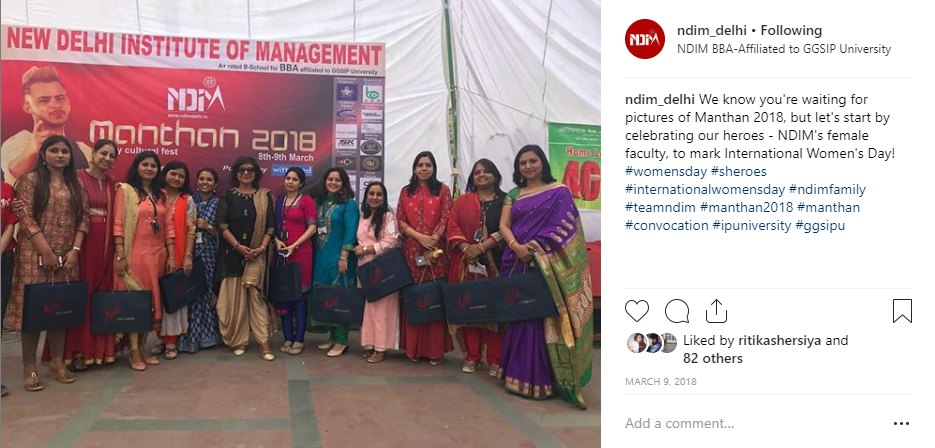 NEW DELHI INSTITUTE OF MANAGEMENT
A+ rated B-School for BBA affiliated to GGSIP University
NDIM
www.ndimdelhi.in
manthan 2018
cultural fest
8th-9th March
Home
ndim_delhi • Following
NDIM BBA-Affiliated to GGSIP University
ndim_delhi We know you're waiting for
pictures of Manthan 2018, but let's start by
celebrating our heroes - NDIM's female
faculty, to mark International Women's Day!
#womensday #sheroes
#internationalwomensday #ndimfamily
#teamndim #manthan2018 #manthan
#convocation #ipuniversity #ggsipu
Liked by ritikashersiya and
82 others
MARCH 9, 2018
Add a comment...